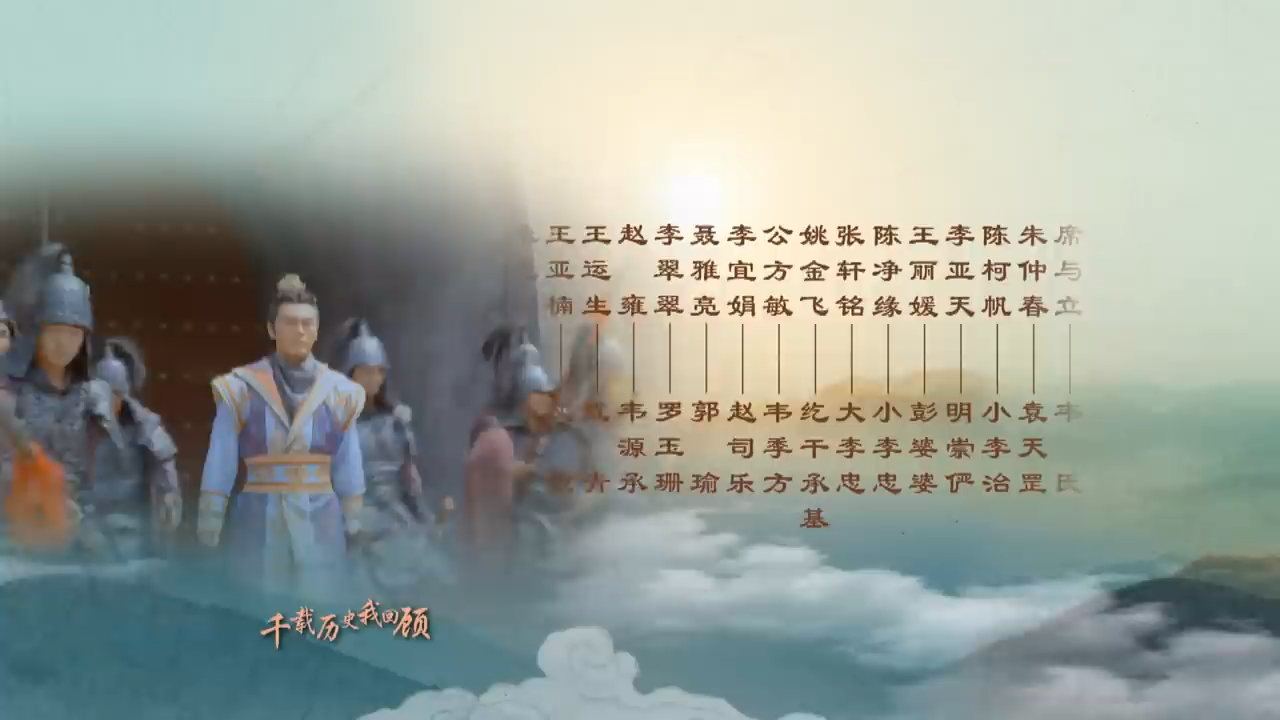 席与立 韦氏
朱仲春 袁天罡
陈柯帆 小李治
李亚天 明崇俨
王丽媛 彭婆婆
陈净缘 小李忠
张轩铭 大李忠
姚金飞 纥干承基
公方敏 韦季方
李宜娟 赵司乐
聂雅亮 郭瑜
李翠翠 罗玉珊
赵雍 韦源承
王运生
王亚楠
千载历史我回顾